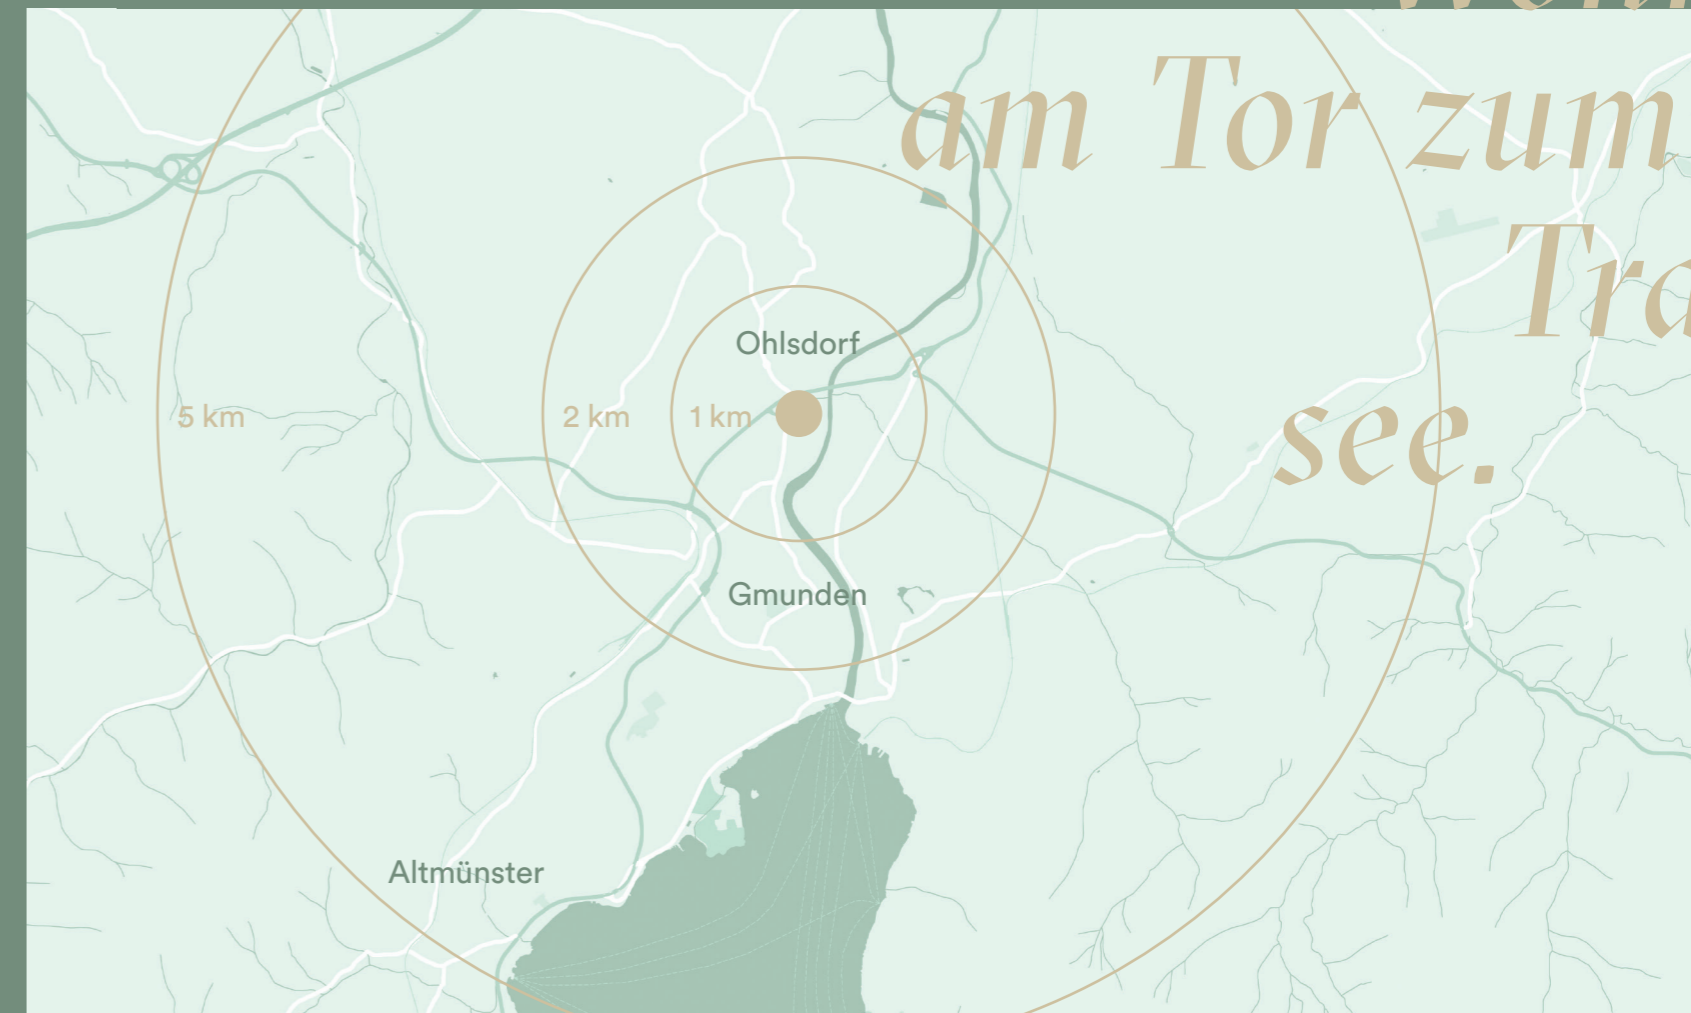 am Tor zum
Tra
Ohlsdorf
5 km
2 km
1 km
see.
Gmunden
Altmünster